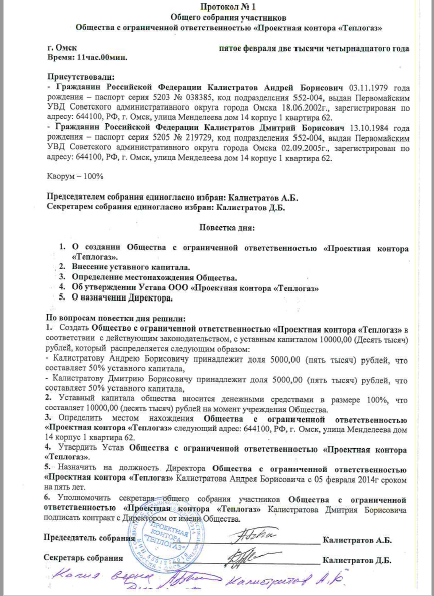 Протокол № 1
Общего собрания участников
Общества с ограниченной ответственностью «Проектная контора «Теплогаз»
г. Омск пятое февраля две тысячи четырнадцатого года
Время: 11час.00мин.
Присутствовали:
- Гражданин Российской Федерации Калистратов Андрей Борисович 03.11.1979 года
рождения – паспорт серия 5203 № 038385, код подразделения 552-004, выдан Первомайским
УВД Советского административного округа города Омска 18.06.2002г., зарегистрирован по
адресу: 644100, РФ, г. Омск, улица Менделеева дом 14 корпус 1 квартира 62.
- Гражданин Российской Федерации Калистратов Дмитрий Борисович 13.10.1984 года
рождения – паспорт серия 5205 № 219729, код подразделения 552-004, выдан Первомайским
УВД Советского административного округа города Омска 02.09.2005г., зарегистрирован по
адресу: 644100, РФ, г. Омск, улица Менделеева дом 14 корпус 1 квартира 62.
Кворум – 100%
Председателем собрания единогласно избран: Калистратов А.Б.
Секретарем собрания единогласно избран: Калистратов Д.Б.
Повестка дня:
1. О создании Общества с ограниченной ответственностью «Проектная контора
«Теплогаз».
2. Внесение уставного капитала.
3. Определение местонахождения Общества.
4. Об утверждении Устава ООО «Проектная контора «Теплогаз»
5. О назначении Директора.
По вопросам повестки дня решили:
1. Создать Общество с ограниченной ответственностью «Проектная контора «Теплогаз» в
соответствии с действующим законодательством, с уставным капиталом 10000,00 (Десять тысяч)
рублей, который распределяется следующим образом:
- Калистратову Андрею Борисовичу принадлежит доля 5000,00 (пять тысяч) рублей, что
составляет 50% уставного капитала,
- Калистратову Дмитрию Борисовичу принадлежит доля 5000,00 (пять тысяч) рублей, что
составляет 50% уставного капитала,
2. Уставный капитала общества вносится денежными средствами в размере 100%, что
составляет 10000,00 (десять тысяч) рублей на момент учреждения Общества.
3. Определить местом нахождения Общества с ограниченной ответственностью
«Проектная контора «Теплогаз» следующий адрес: 644100, РФ, г. Омск, улица Менделеева дом
14 корпус 1 квартира 62.
4. Утвердить Устав Общества с ограниченной ответственностью «Проектная контора
«Теплогаз».
5. Назначить на должность Директора Общества с ограниченной ответственностью
«Проектная контора «Теплогаз» Калистратова Андрея Борисовича с 05 февраля 2014г сроком
на пять лет.
6. Уполномочить секретаря общего собрания участников Общества с ограниченной
ответственностью «Проектная контора «Теплогаз» Калистратова Дмитрия Борисовича
подписать контракт с Директором от имени Общества.
Председатель собрания Калистратов А.Б.
ПРОЕКТНАЯ
КОНТОРА
"ТЕПЛОГАЗ"
Секретарь собрания Калистратов Д.Б.
Копия верна Калистратов А.Б.